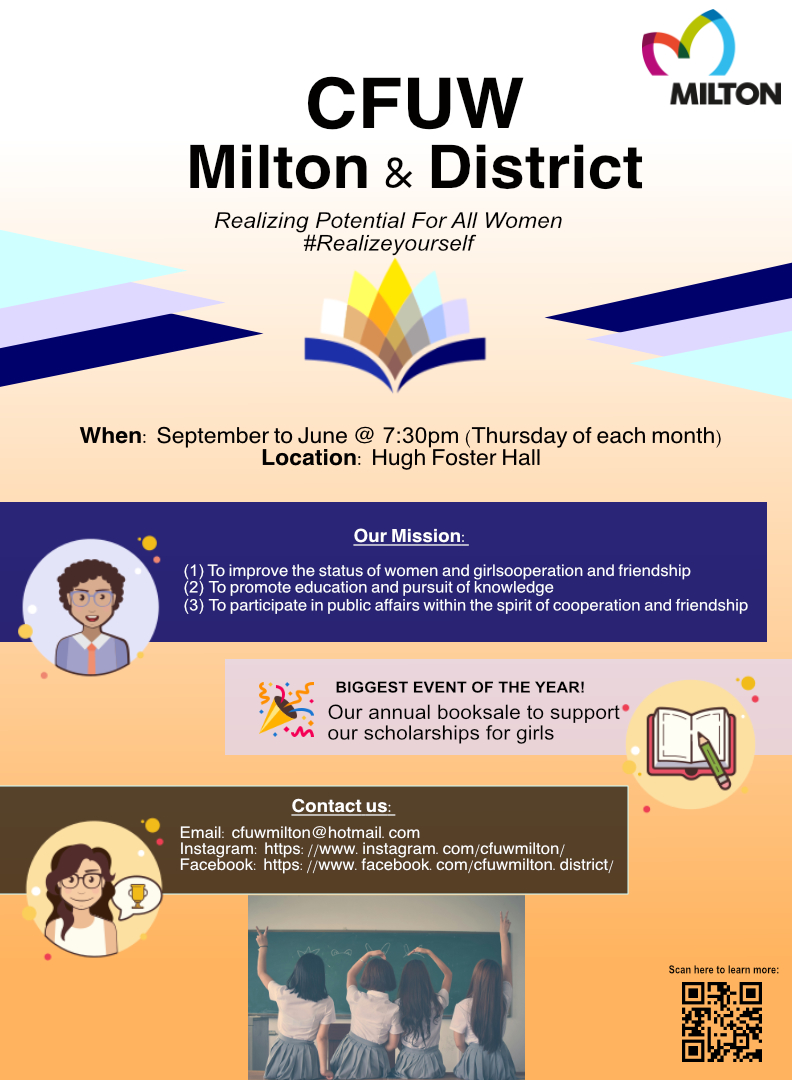 MILTON
CFUW
Milton & District
Realizing Potential For All Women
#Realizeyourself
When: September to June @ 7:30pm (Thursday of each month)
Location: Hugh Foster Hall
Our Mission:
(1) To improve the status of women and girlsooperation and friendship
(2) To promote education and pursuit of knowledge
(3) To participate in public affairs within the spirit of cooperation and friendship
BIGGEST EVENT OF THE YEAR!
Our annual booksale to support
our scholarships for girls
Contact us:
Email: cfuwmilton@hotmail. com
Instagram: https: //www. instagram. com/cfuwmilton/
Facebook: https: //www. facebook. com/cfuwmilton. district/
Scan here to learn more: